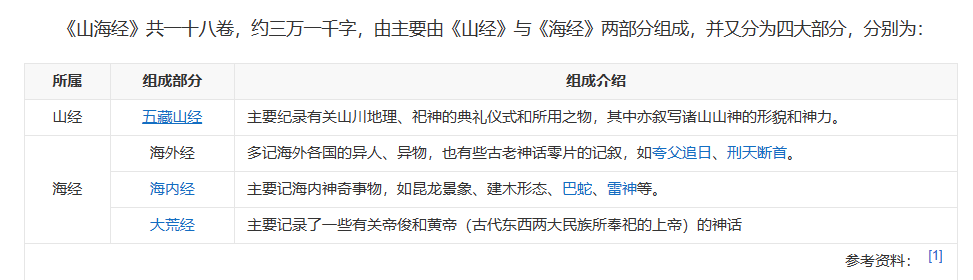 《山海经》共一十八卷，约三万一千字，由主要由《山经》与《海经》两部分组成，并又分为四大部分，分别为：
所属 组成部分 组成介绍
山经 五藏山经 主要纪录有关山川地理、祀神的典礼仪式和所用之物，其中亦叙写诸山山神的形貌和神力。
海经 海外经 多记海外各国的异人、异物，也有些古老神话零片的记叙，如夸父追日、刑天断首。
海内经 主要记海内神奇事物，如昆龙景象、建木形态、巴蛇、雷神等。
大荒经 主要记录了一些有关帝俊和黄帝（古代东西两大民族所奉祀的上帝）的神话
参考资料： [1]